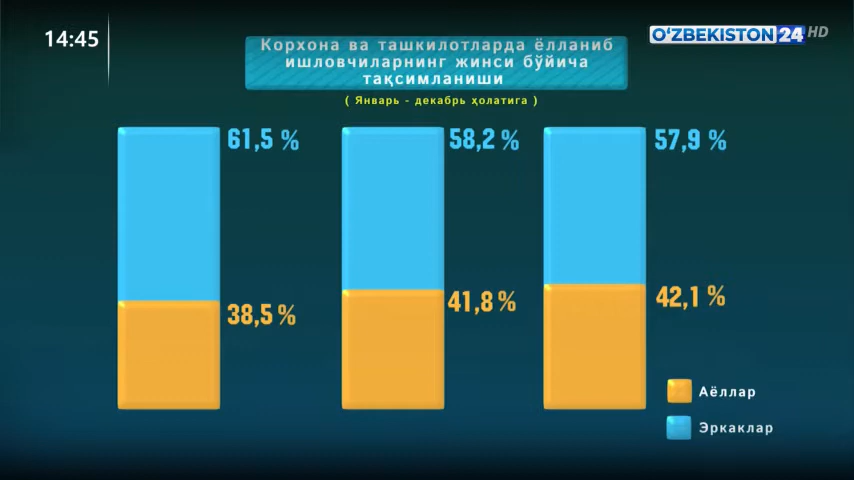 14:45
O‘ZBEKISTON 24 HD
Корхона ва ташкилотларда ёлланиб
ишловчиларнинг жинси бўйича
тақсимланиши
( Январь - декабрь ҳолатига )
61,5 %
58,2 %
57,9 %
38,5 %
41,8 %
42,1 %
Аёллар
Эркаклар